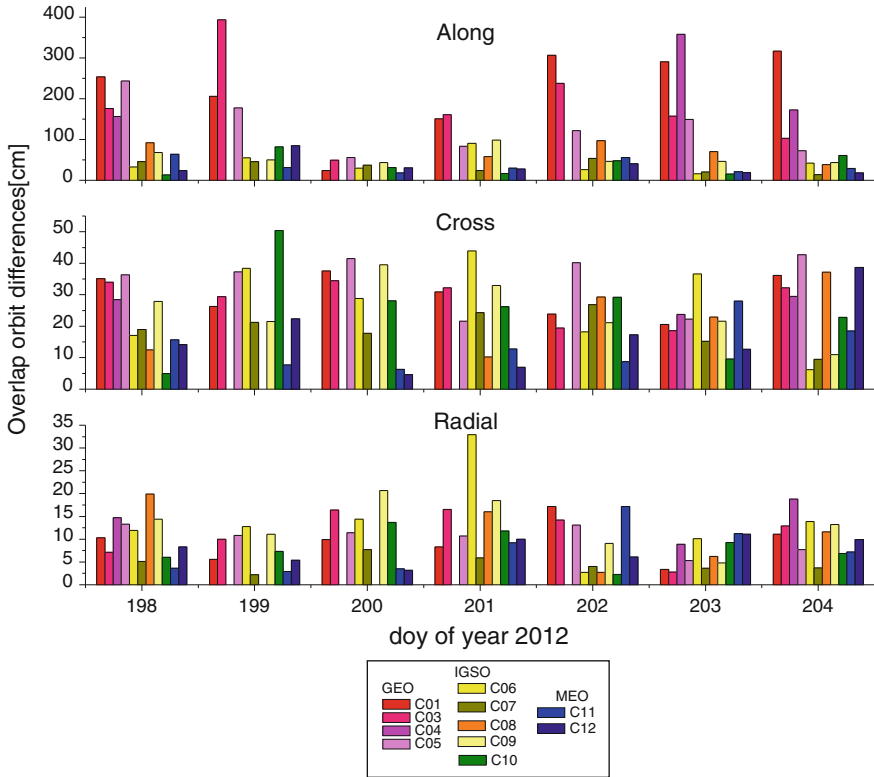 Overlap orbit differences[cm]
Along
400
300
200
100
0
Cross
50
40
30
20
10
0
Radial
35
30
25
20
15
10
5
0
198 199 200 201 202 203 204
doy of year 2012
GEO
C01
C03
C04
C05
IGSO
C06
C07
C08
C09
C10
MEO
C11
C12